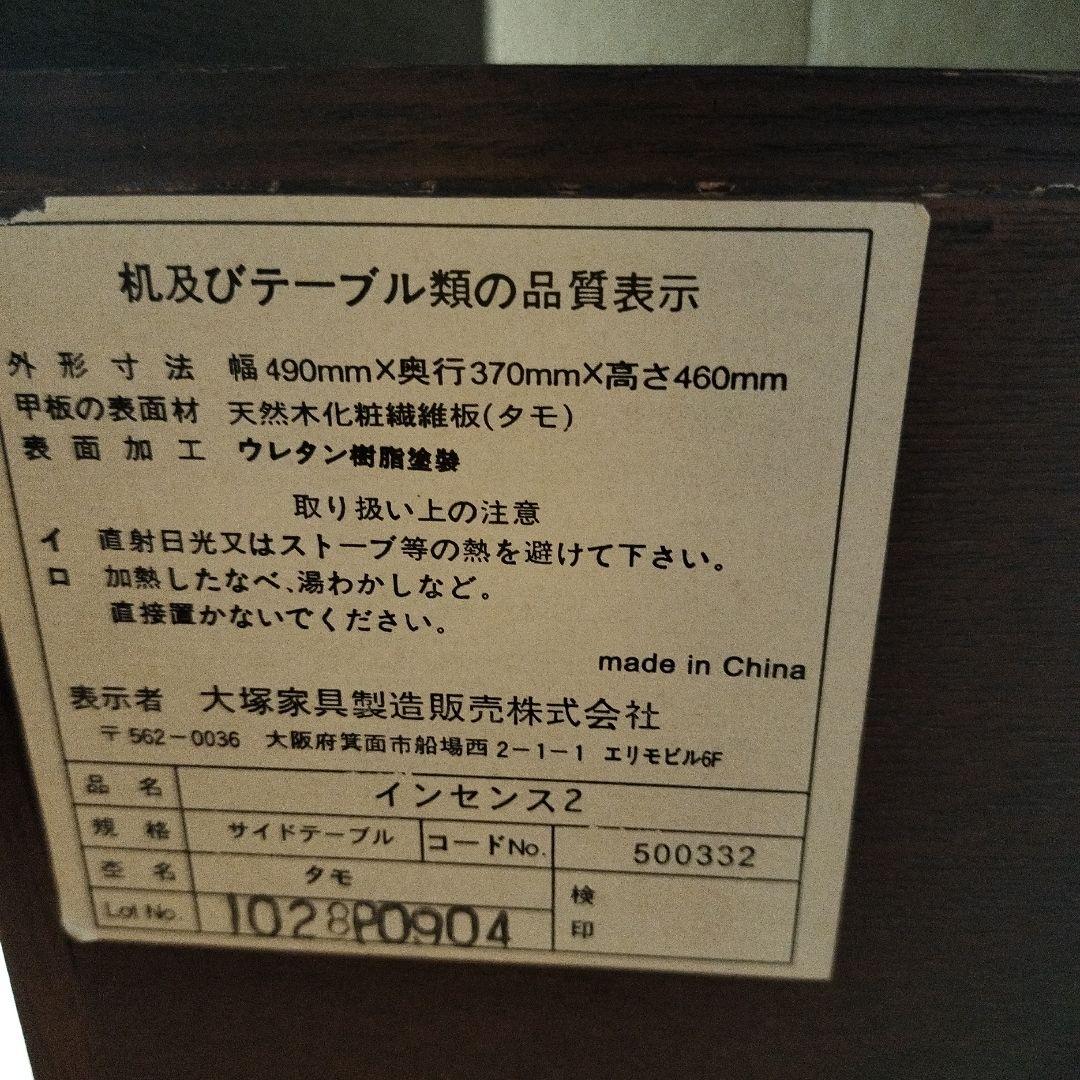 机及びテーブル類の品質表示
外形寸法 幅490mm×奥行370mm×高さ460mm
甲板の表面材 天然木化粧繊維板(タモ)
表面加工 ウレタン樹脂塗装
取り扱い上の注意
イ 直射日光又はストーブ等の熱を避けて下さい。
ロ 加熱したなべ、湯わかしなど。
直接置かないでください。
made in China
表示者 大塚家具製造販売株式会社
〒562-0036 大阪府箕面市船場西2-1-1 エリモビル6F
品名 インセンス2
規格 サイドテーブル コードNo. 500332
杢名 タモ 検印
Lot No. 1028P0904